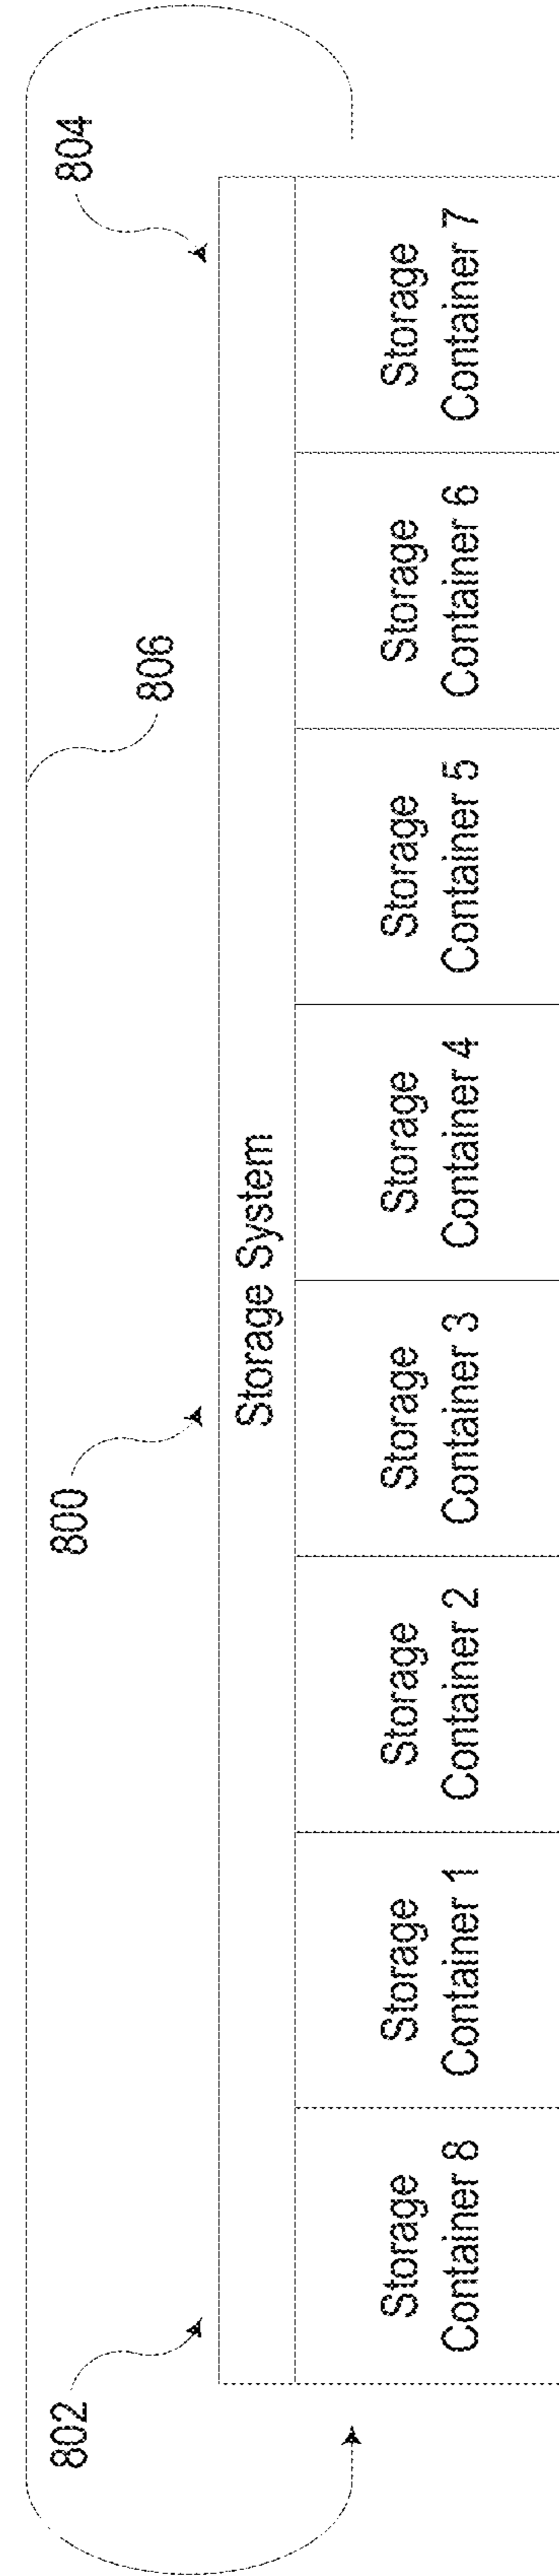 806
802
800
804
Storage System
Storage
Container 8
Storage
Container 1
Storage
Container 2
Storage
Container 3
Storage
Container 4
Storage
Container 5
Storage
Container 6
Storage
Container 7